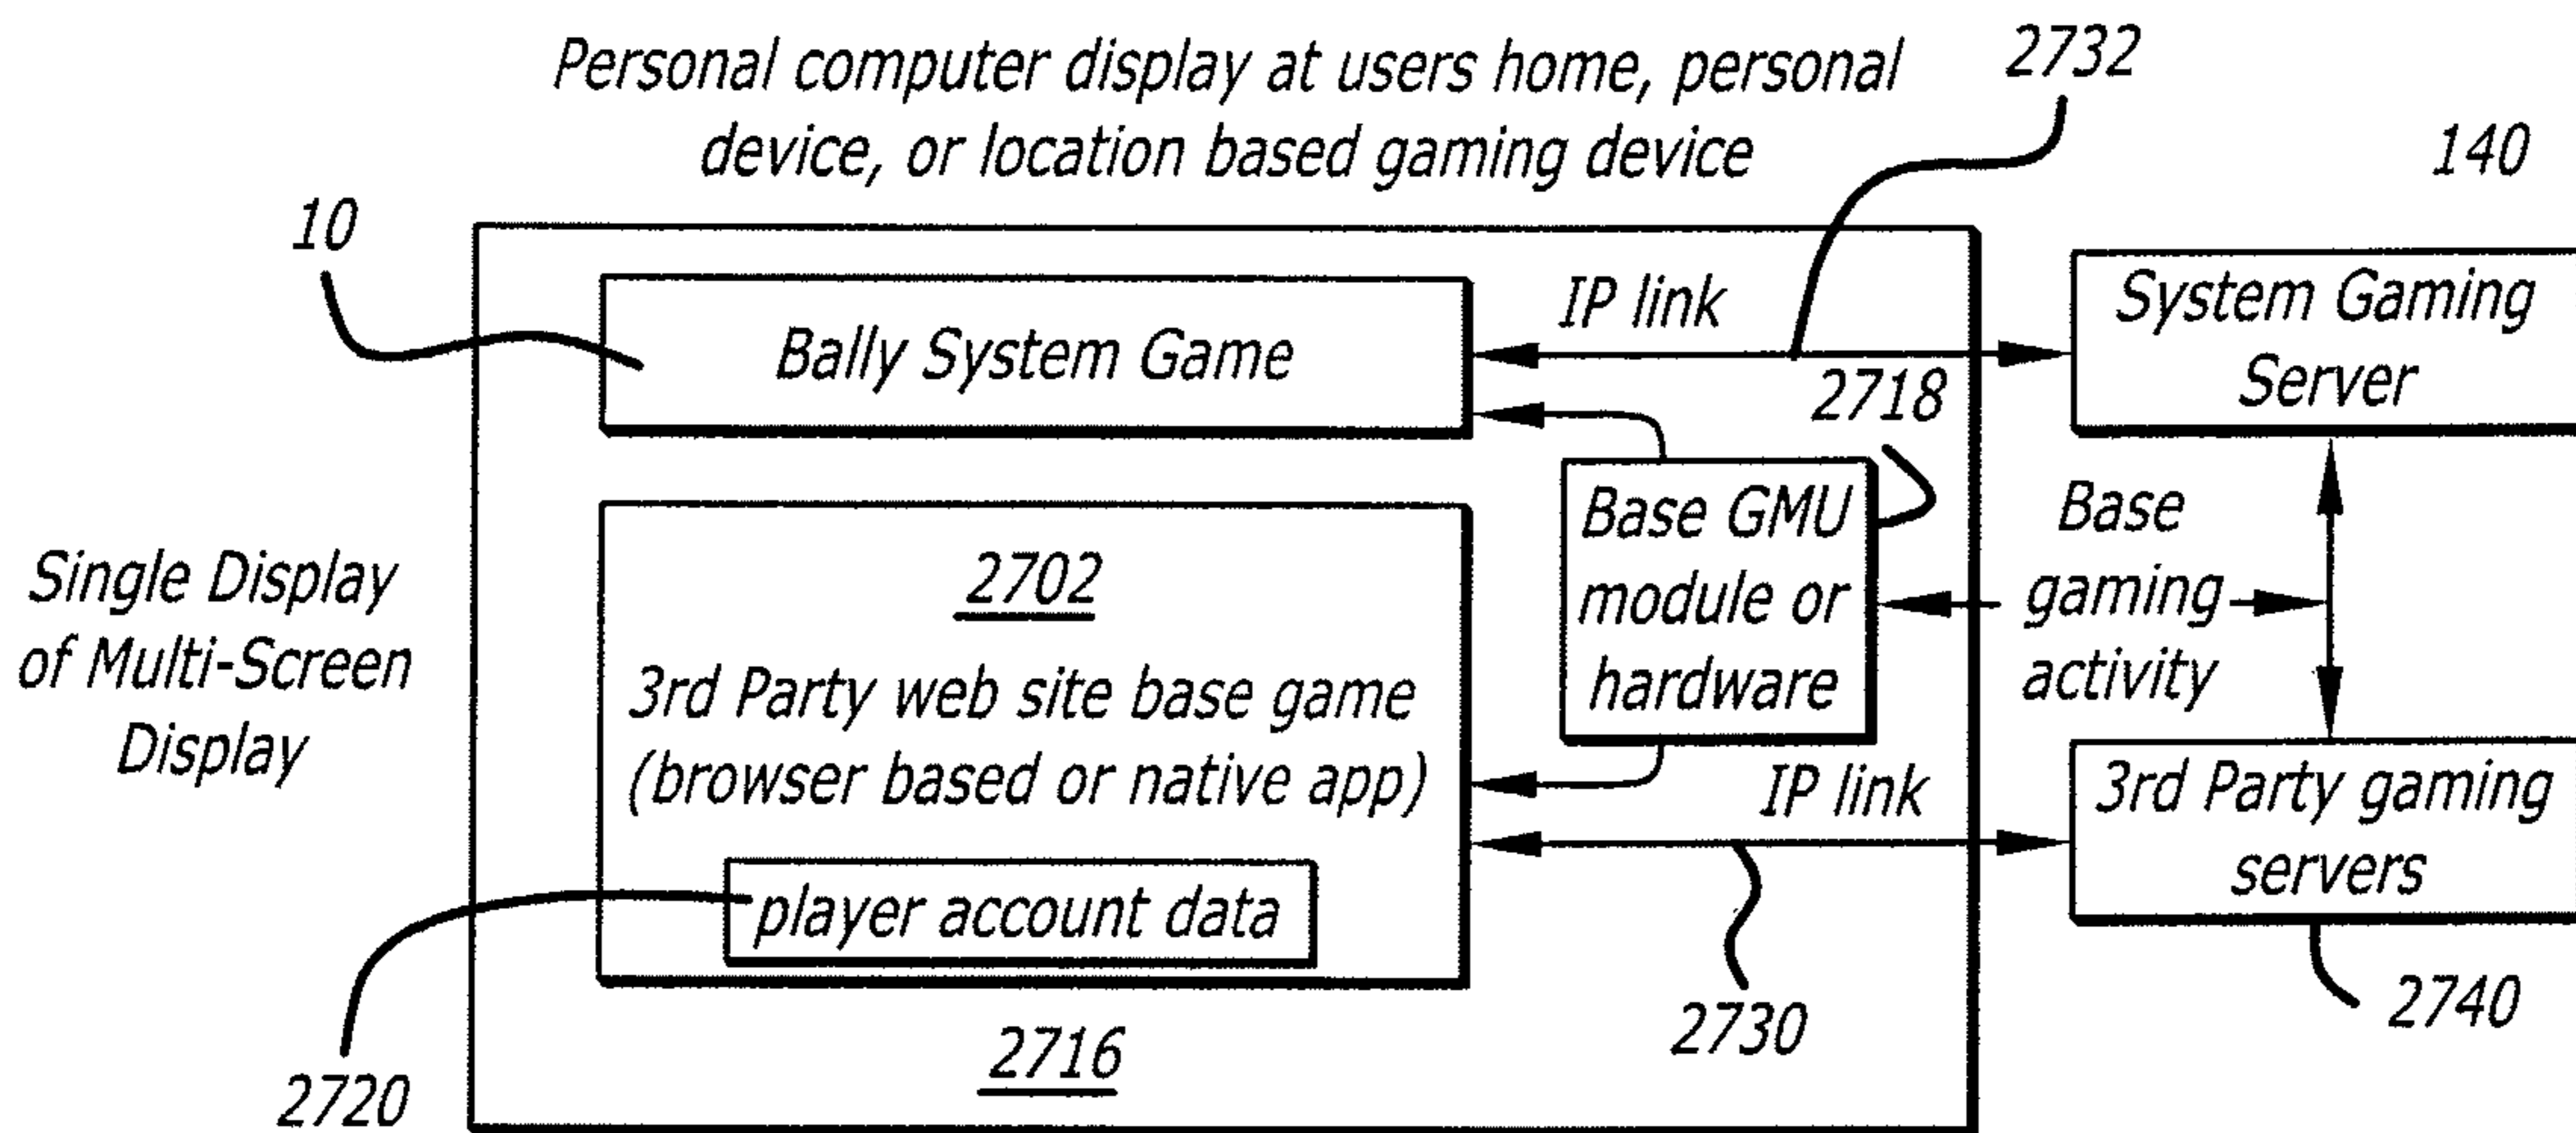 Personal computer display at users home, personal
device, or location based gaming device
2732
140
10
Bally System Game
IP link
System Gaming
Server
2718
Base GMU
module or
hardware
Base
gaming
activity
Single Display
of Multi-Screen
Display
2702
3rd Party web site base game
(browser based or native app)
player account data
IP link
3rd Party gaming
servers
2730
2740
2716
2720